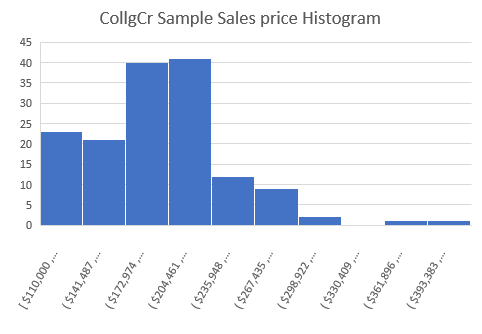 CollgCr Sample Sales price Histogram
45
40
35
30
25
20
15
10
5
0
[ $110,000 ,...
( $141,487 ,...
( $172,974 ,...
( $204,461 ,...
( $235,948 ,...
( $267,435 ,...
( $298,922 ,...
( $330,409 ,...
( $361,896 ,...
( $393,383 ,...